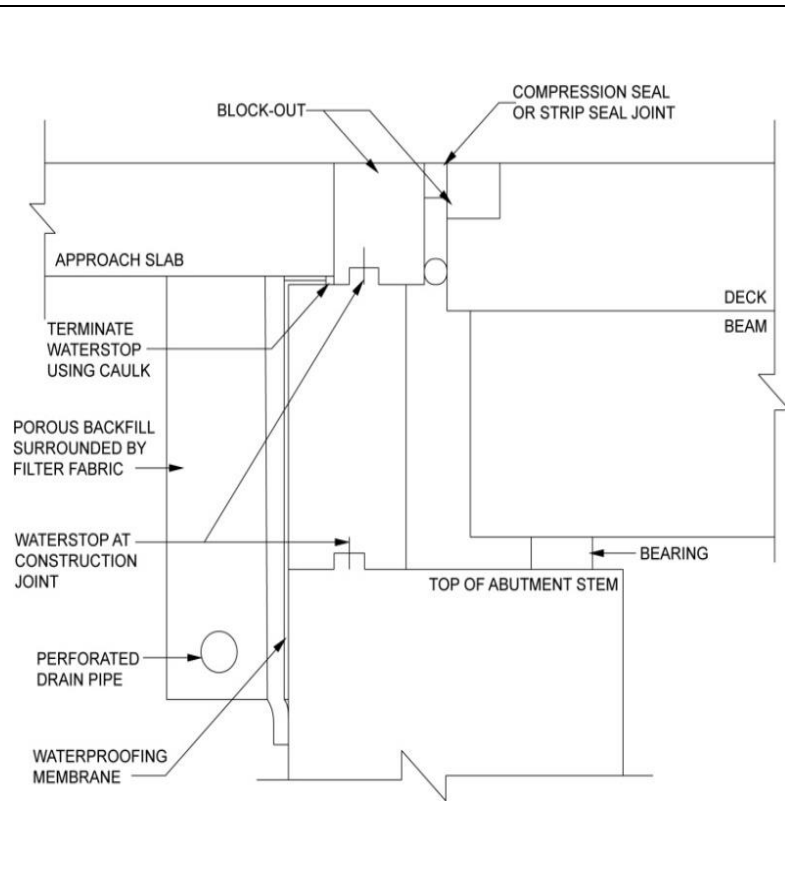 COMPRESSION SEAL
OR STRIP SEAL JOINT
BLOCK-OUT
APPROACH SLAB
DECK
BEAM
TERMINATE
WATERSTOP
USING CAULK
POROUS BACKFILL
SURROUNDED BY
FILTER FABRIC
WATERSTOP AT
CONSTRUCTION
JOINT
BEARING
TOP OF ABUTMENT STEM
PERFORATED
DRAIN PIPE
WATERPROOFING
MEMBRANE